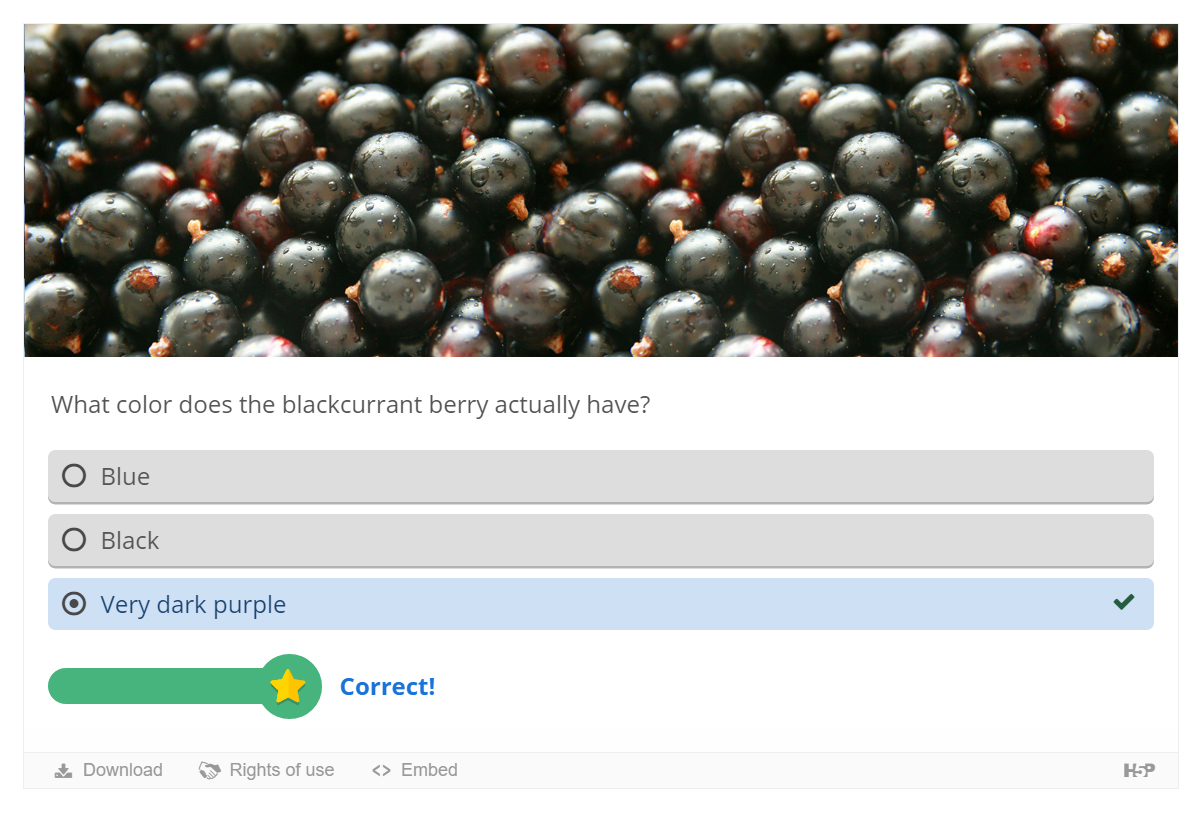 What color does the blackcurrant berry actually have?
Blue
Black
Very dark purple
Correct!
Download Rights of use Embed H5P